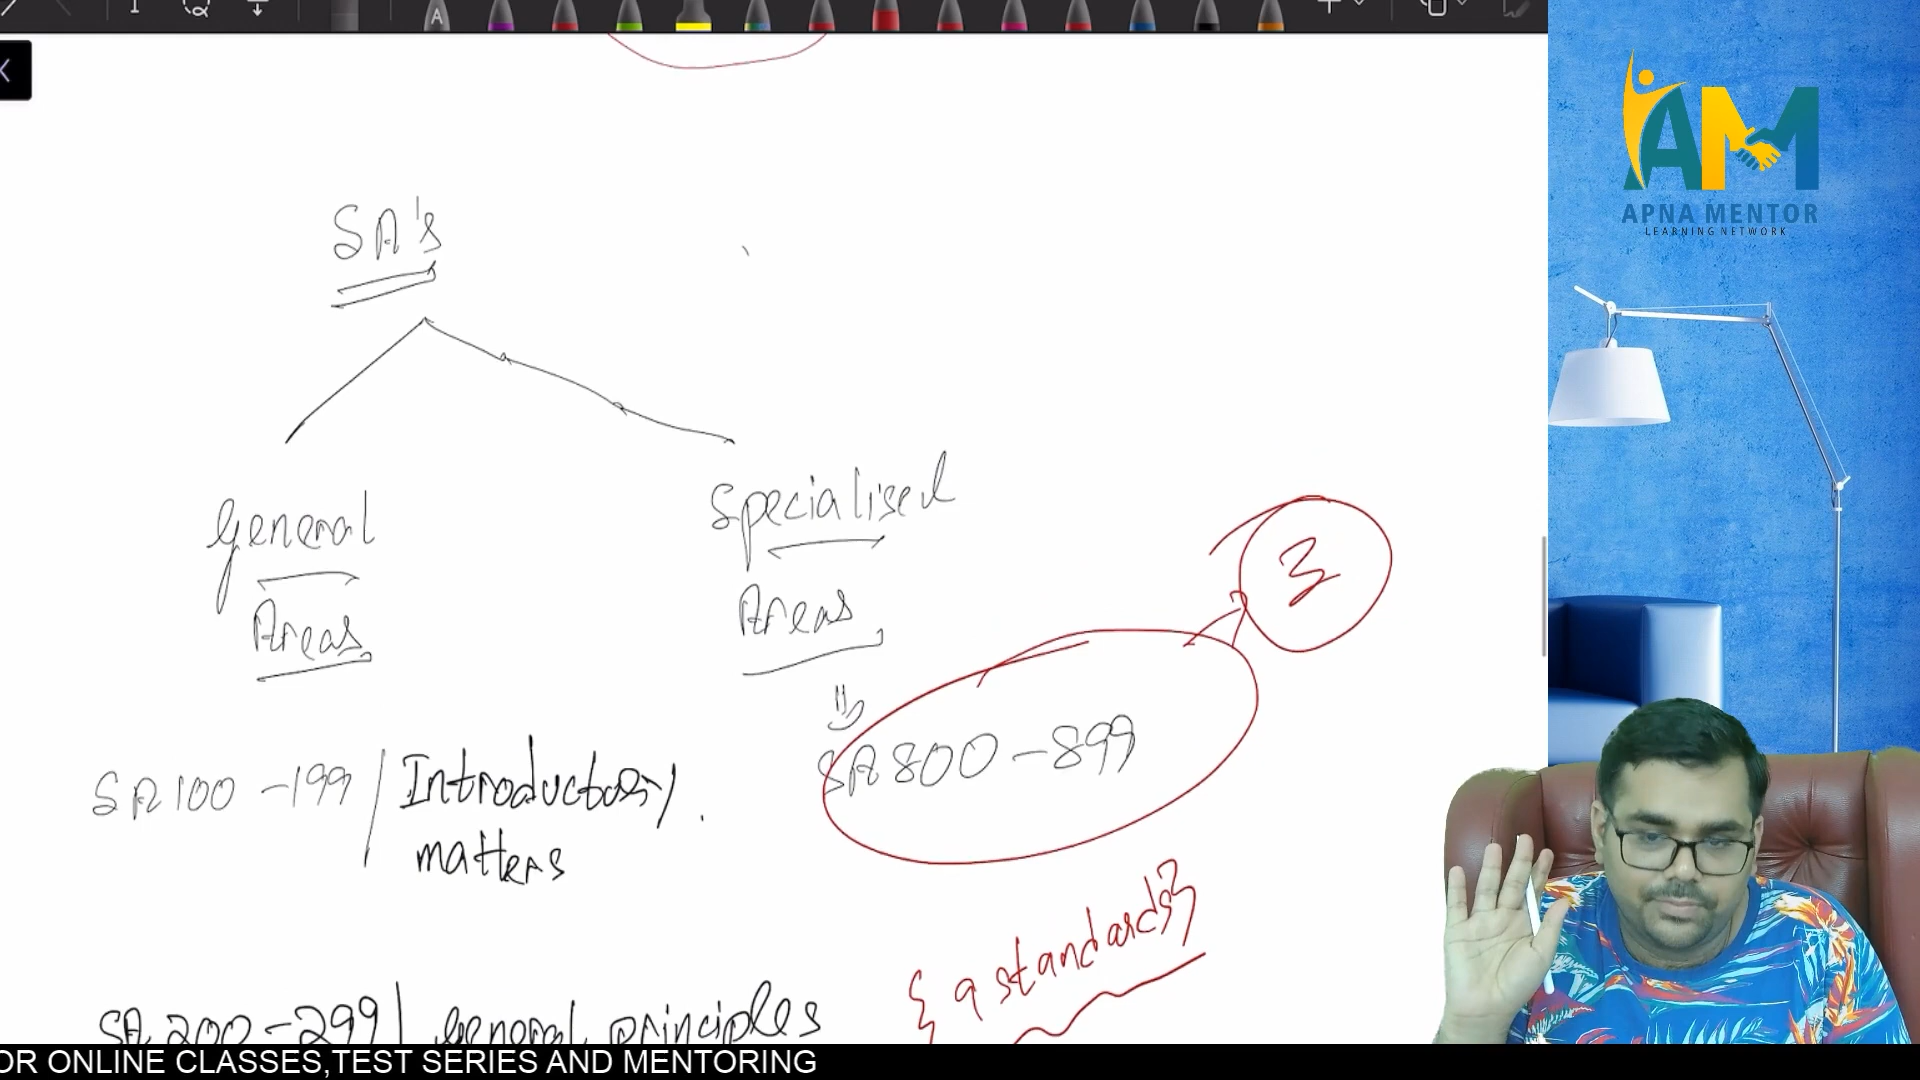 AM
APNA MENTOR
LEARNING NETWORK
SA's
General
Areas
Specialised
Areas
3
SA 800-899
SA 100-199 / Introductory
matters
{ 9 standards }
SA 200-299 | General principles
OR ONLINE CLASSES,TEST SERIES AND MENTORING